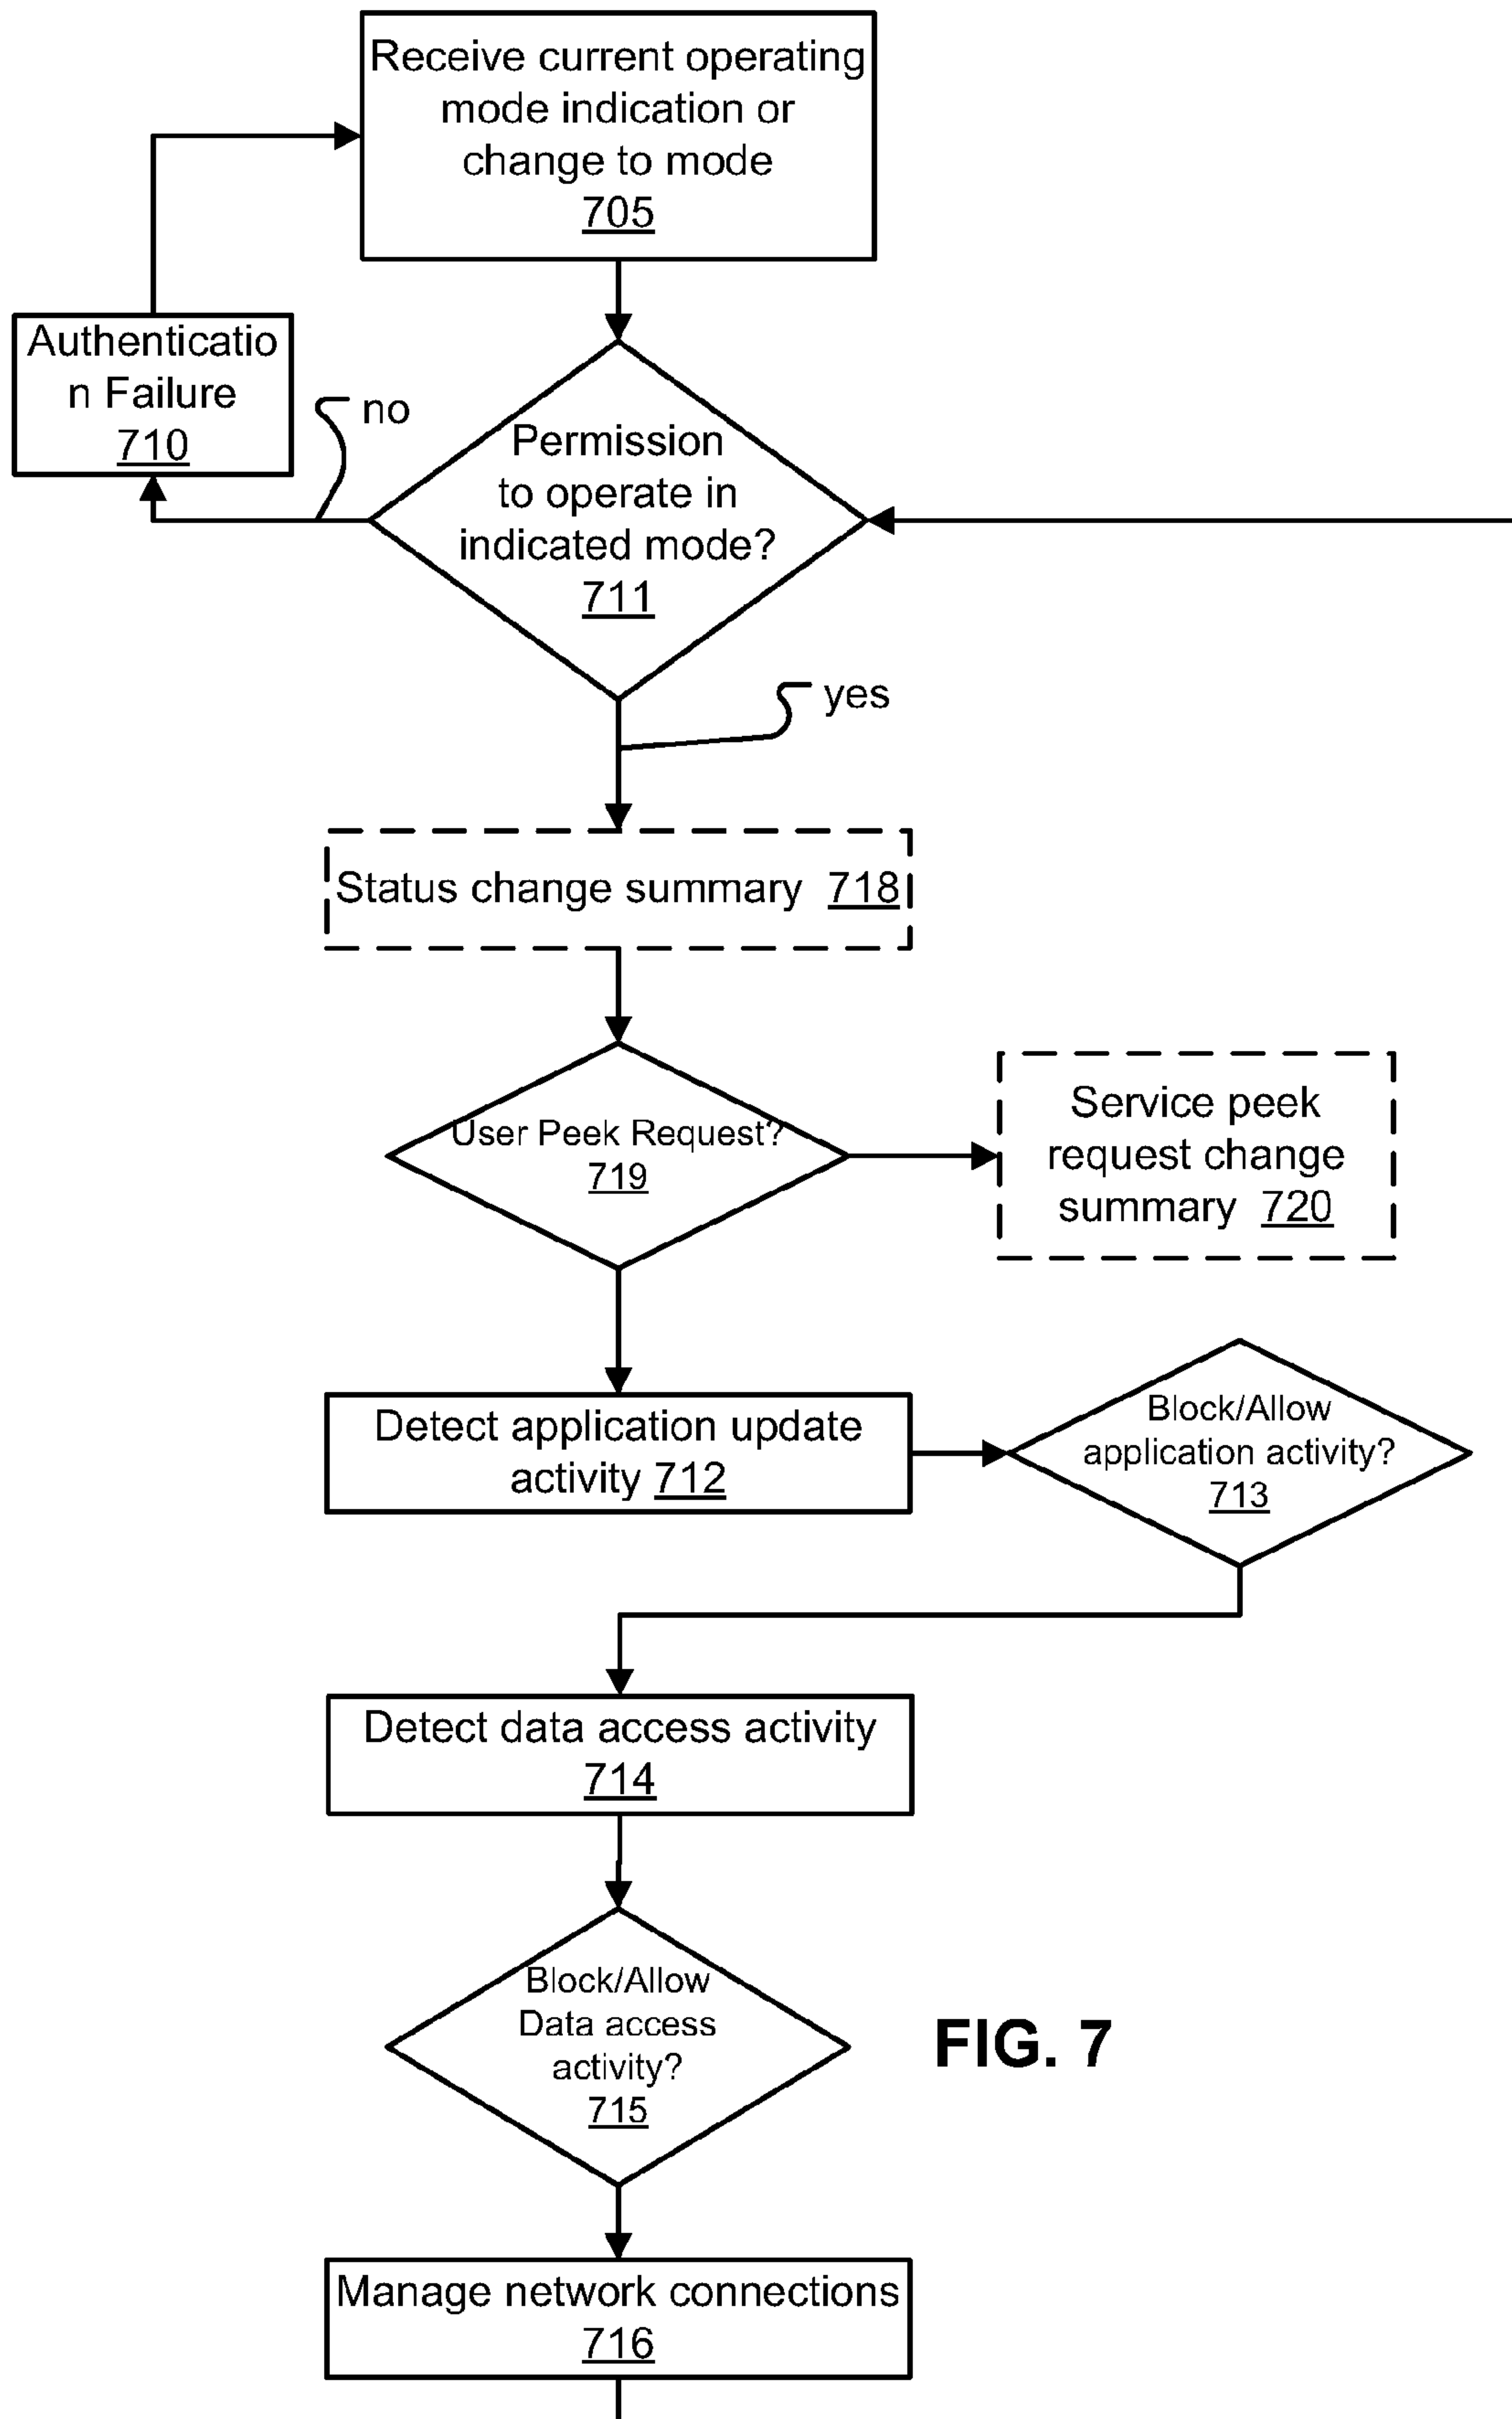 Receive current operating
mode indication or
change to mode
705
Authenticatio
n Failure
710
no
Permission
to operate in
indicated mode?
711
yes
Status change summary 718
User Peek Request?
719
Service peek
request change
summary 720
Detect application update
activity 712
Block/Allow
application activity?
713
Detect data access activity
714
Block/Allow
Data access
activity?
715
FIG. 7
Manage network connections
716